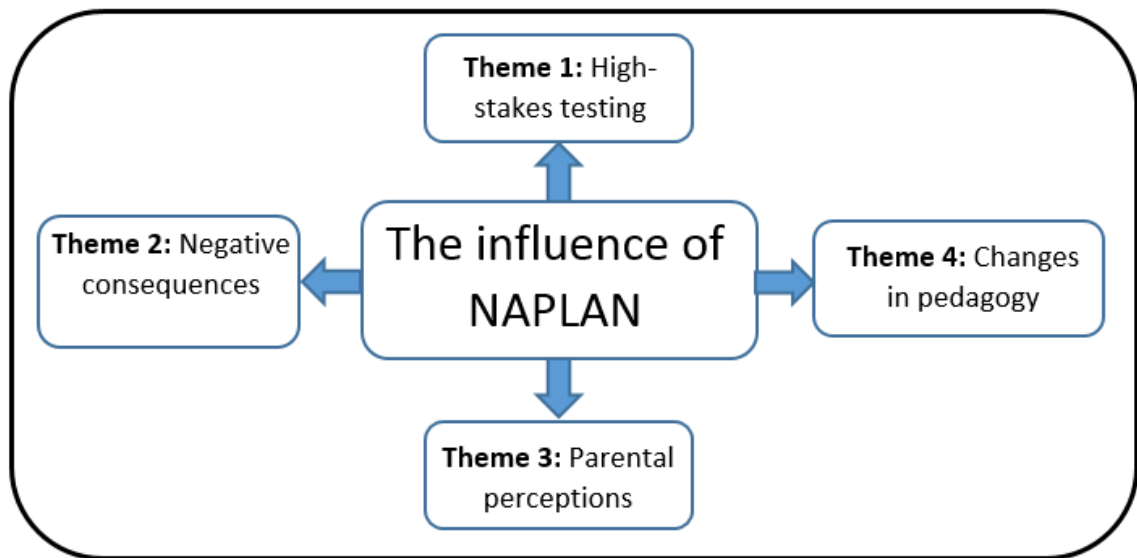 Theme 1: High-
stakes testing
Theme 2: Negative
consequences
The influence of
NAPLAN
Theme 4: Changes
in pedagogy
Theme 3: Parental
perceptions